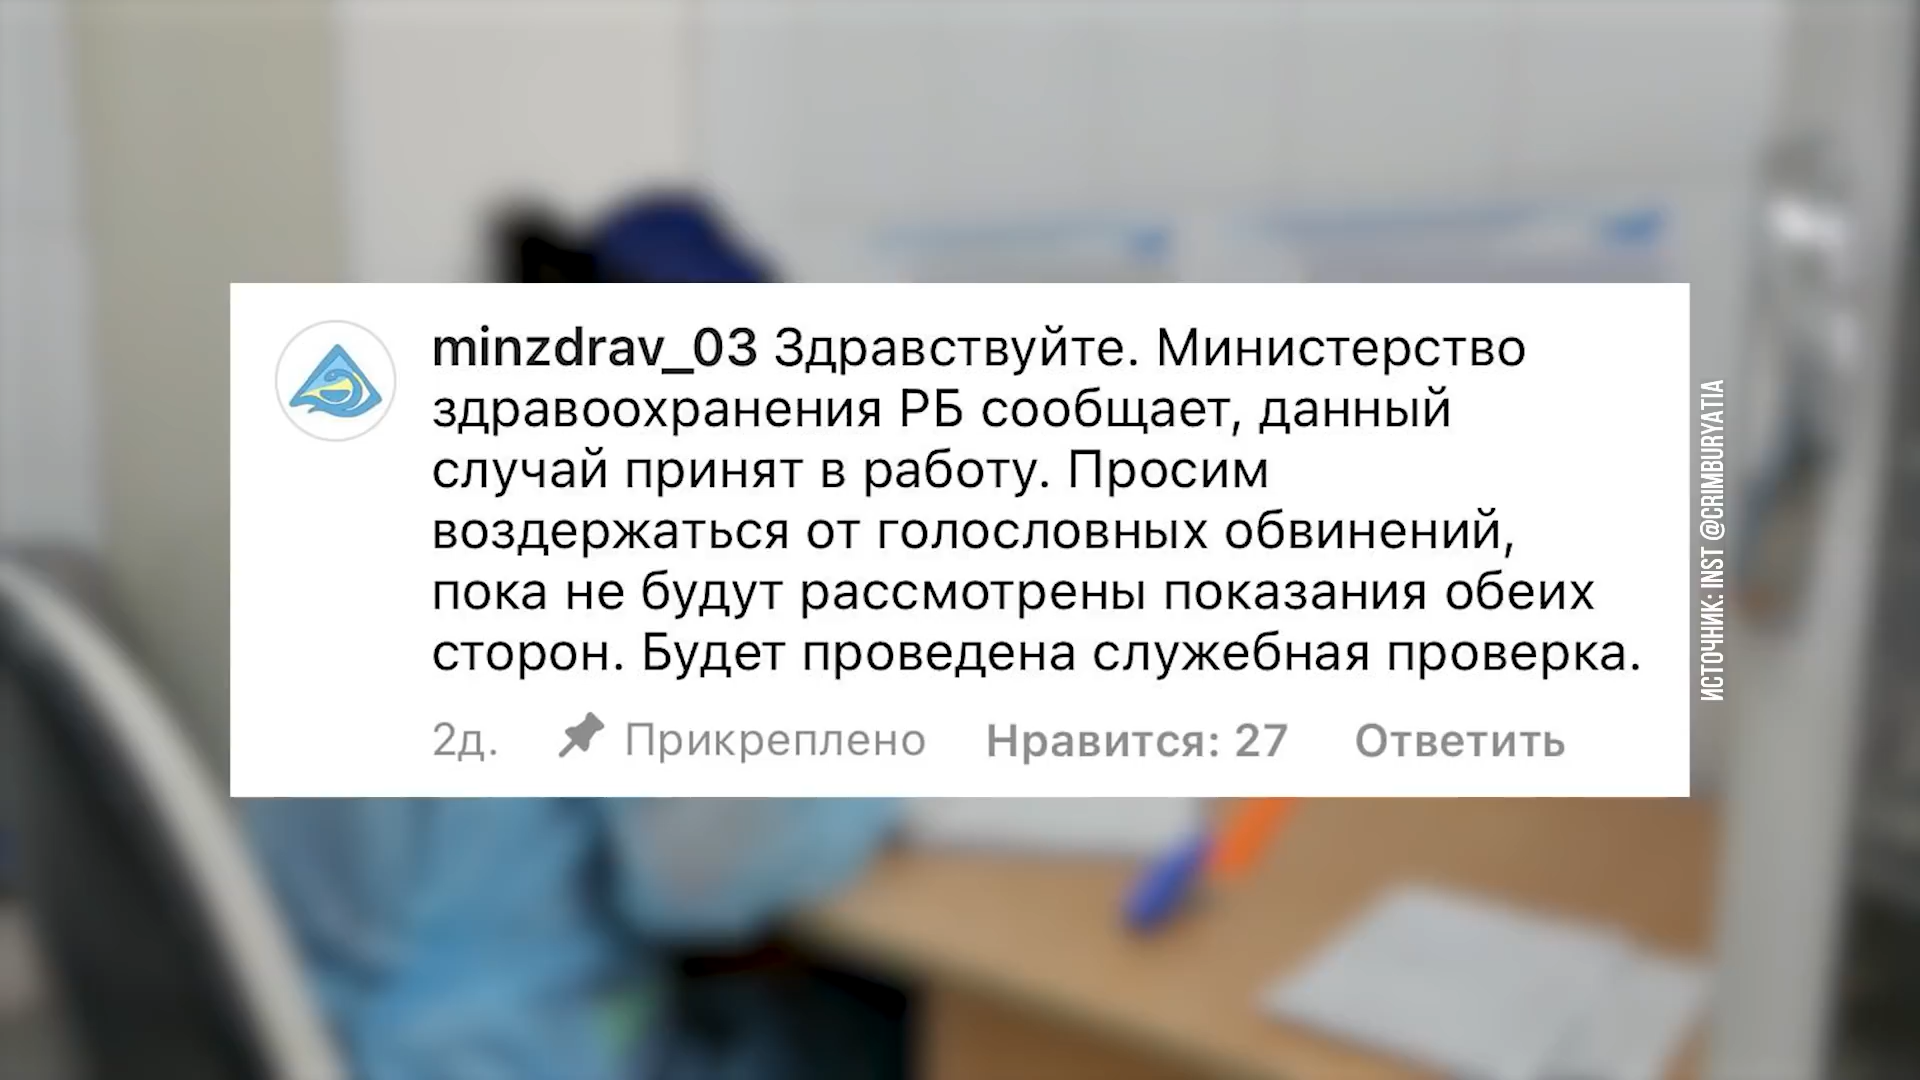 minzdrav_03 Здравствуйте. Министерство
здравоохранения РБ сообщает, данный
случай принят в работу. Просим
воздержаться от голословных обвинений,
пока не будут рассмотрены показания обеих
сторон. Будет проведена служебная проверка.
2д. Прикреплено Нравится: 27 Ответить
ИСТОЧНИК: INST @CRIMBURYATIA